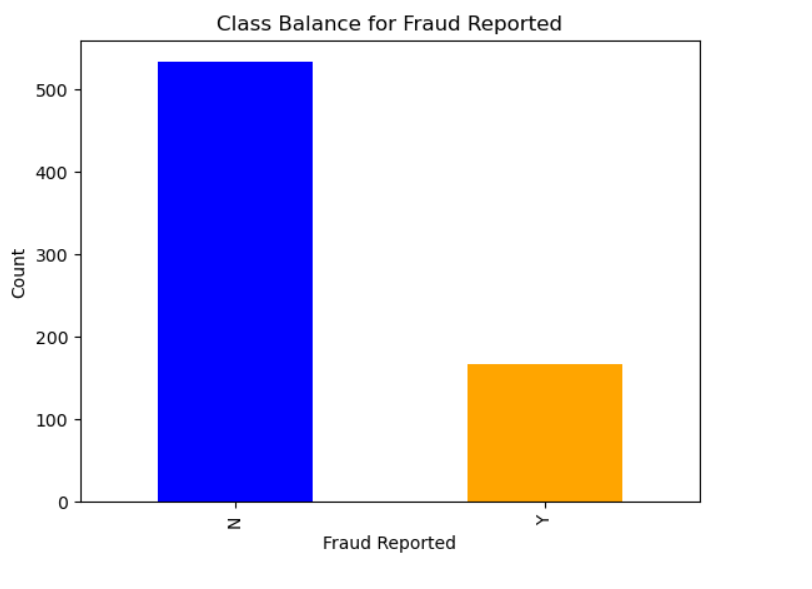 Class Balance for Fraud Reported
500
400
300
200
100
0
Count
N
Y
Fraud Reported